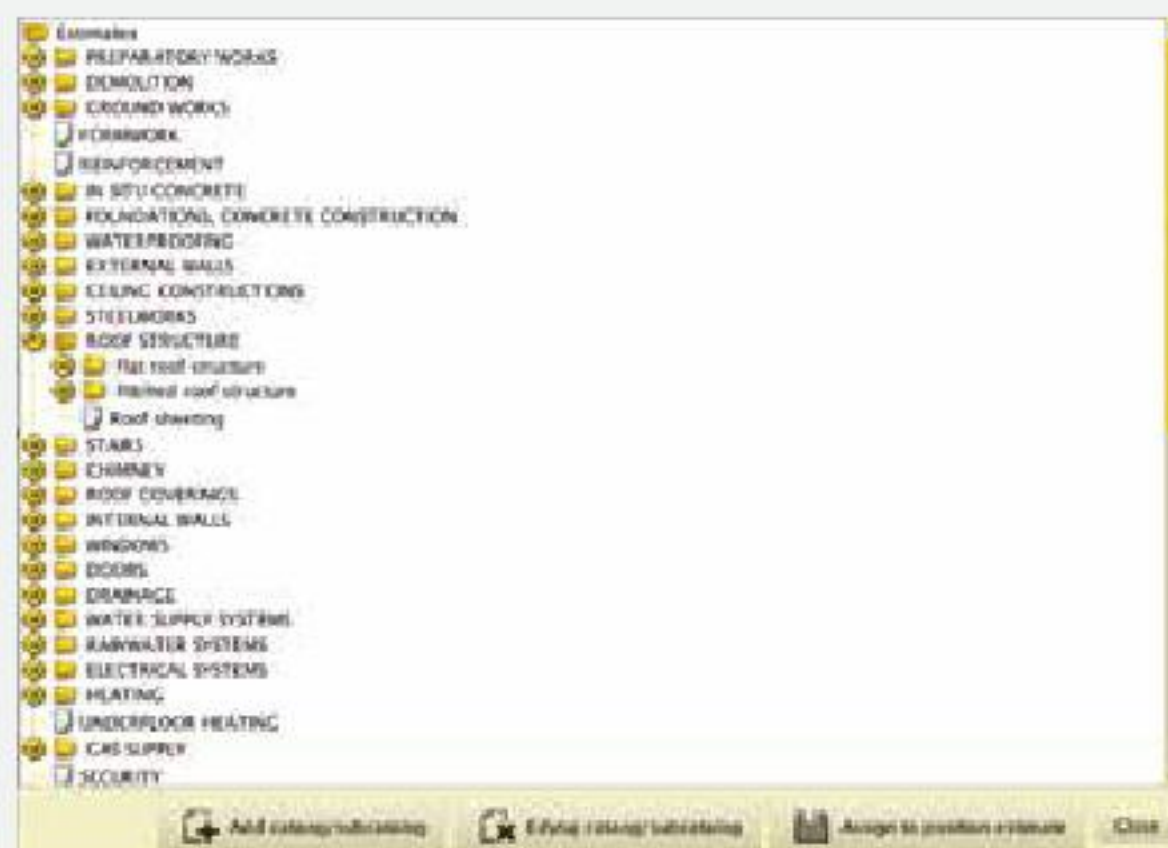 Estimates
PREPARATORY WORKS
DEMOLITION
GROUND WORKS
FORMWORK
REINFORCEMENT
IN SITU CONCRETE
FOUNDATIONS, CONCRETE CONSTRUCTION
WATERPROOFING
EXTERNAL WALLS
CEILING CONSTRUCTIONS
STEELWORKS
ROOF STRUCTURE
Flat roof structure
Pitched roof structure
Roof sheeting
STAIRS
CHIMNEY
ROOF COVERINGS
INTERNAL WALLS
WINDOWS
DOORS
DRAINAGE
WATER SUPPLY SYSTEMS
RAINWATER SYSTEMS
ELECTRICAL SYSTEMS
HEATING
UNDERFLOOR HEATING
GAS SUPPLY
SECURITY
Add Assign to position estimate Close